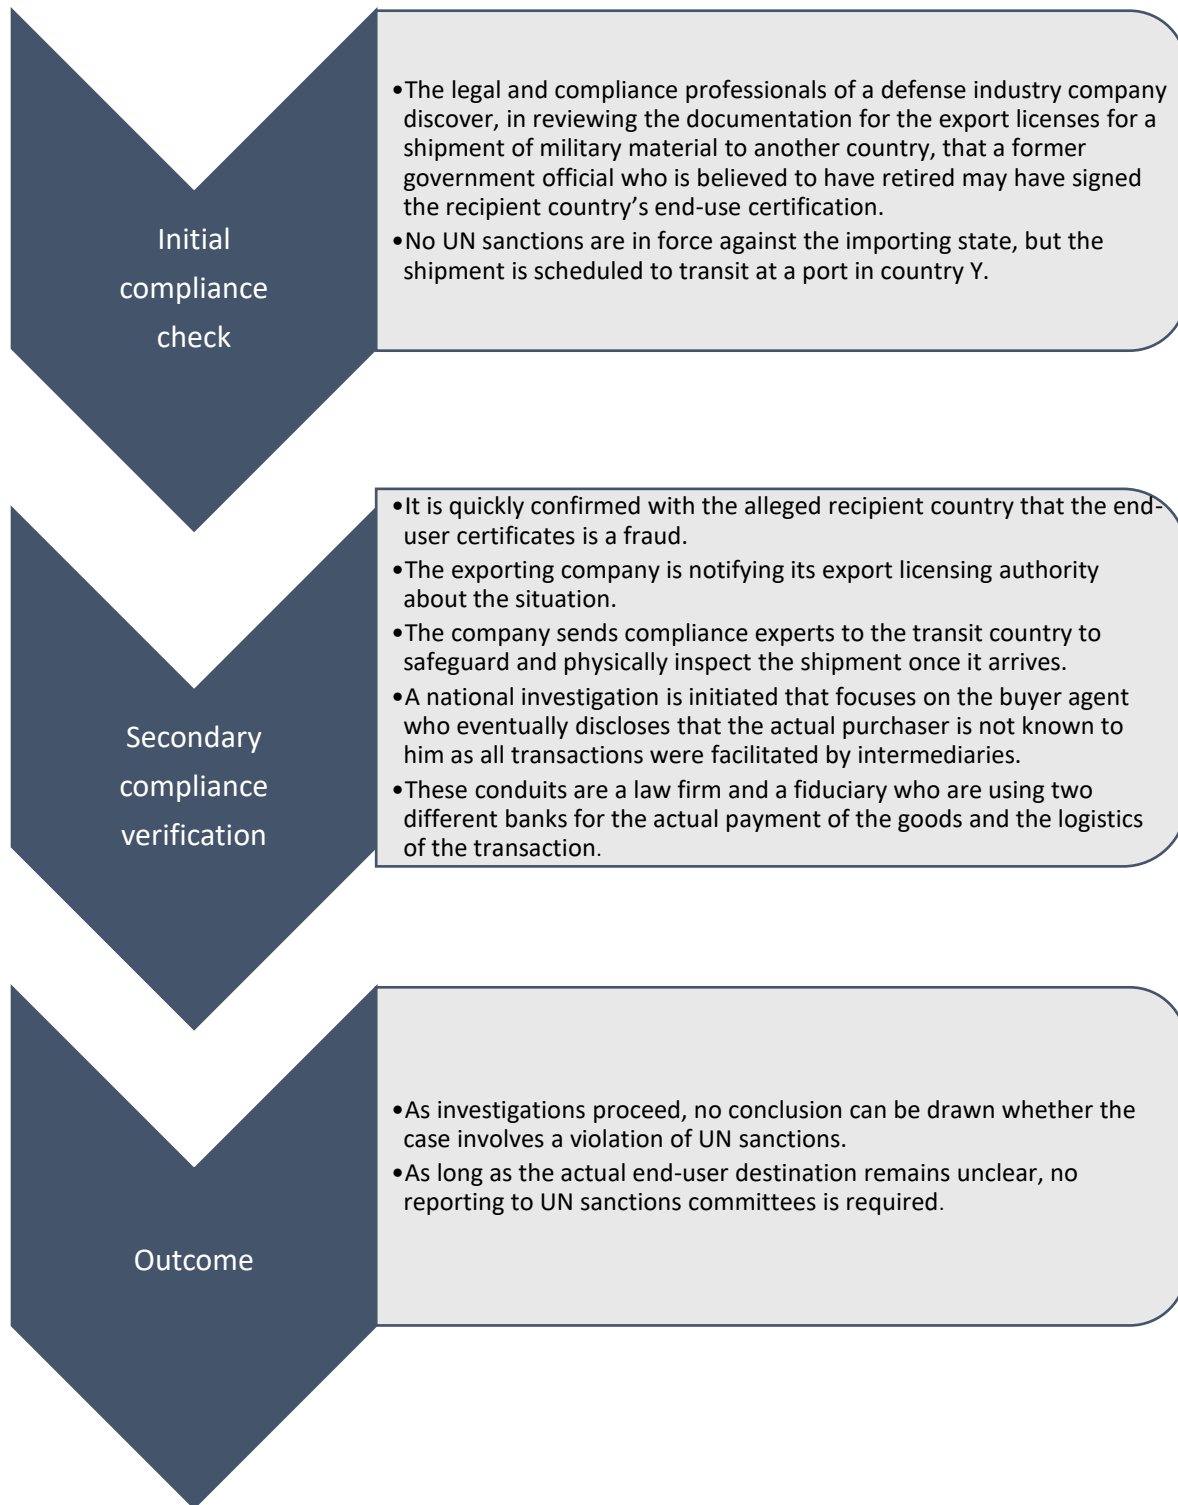 Initial
compliance
check
•The legal and compliance professionals of a defense industry company
discover, in reviewing the documentation for the export licenses for a
shipment of military material to another country, that a former
government official who is believed to have retired may have signed
the recipient country’s end-use certification.
•No UN sanctions are in force against the importing state, but the
shipment is scheduled to transit at a port in country Y.
Secondary
compliance
verification
•It is quickly confirmed with the alleged recipient country that the end-
user certificates is a fraud.
•The exporting company is notifying its export licensing authority
about the situation.
•The company sends compliance experts to the transit country to
safeguard and physically inspect the shipment once it arrives.
•A national investigation is initiated that focuses on the buyer agent
who eventually discloses that the actual purchaser is not known to
him as all transactions were facilitated by intermediaries.
•These conduits are a law firm and a fiduciary who are using two
different banks for the actual payment of the goods and the logistics
of the transaction.
Outcome
•As investigations proceed, no conclusion can be drawn whether the
case involves a violation of UN sanctions.
•As long as the actual end-user destination remains unclear, no
reporting to UN sanctions committees is required.